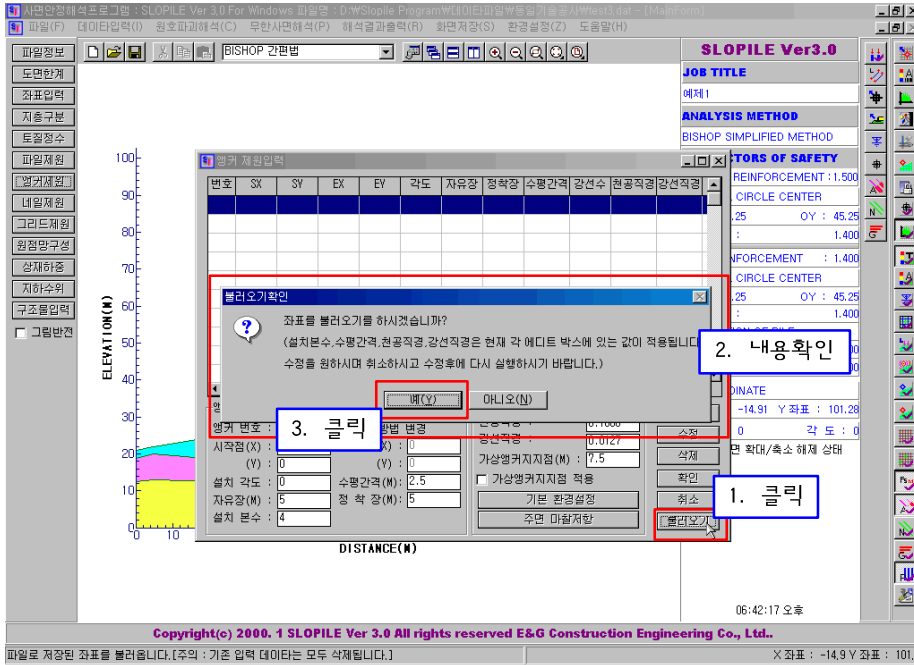 사면안정해석프로그램 : SLOPILE Ver 3.0 For Windows 파일명 : D:\Slopile Program\데이타파일\통일기술공사\test3.dat - [MainForm]
파일(F) 데이타입력(I) 원호파괴해석(C) 무한사면해석(P) 해석결과출력(R) 화면저장(S) 환경설정(Z) 도움말(H)
파일정보
BISHOP 간편법
SLOPILE Ver3.0
도면한계
JOB TITLE
좌표입력
예제1
지층구분
ANALYSIS METHOD
토질정수
BISHOP SIMPLIFIED METHOD
파일제원
앵커제원
네일제원
그리드제원
원점망구성
상재하중
지하수위
구조물입력
그림반전
100
90
80
70
60
50
40
30
20
10
0
10
ELEVATION(M)
DISTANCE(M)
앵커 제원입력
번호 SX SY EX EY 각도 자유장 정착장 수평간격 강선수 천공직경 강선직경
불러오기확인
좌표를 불러오기를 하시겠습니까?
(설치본수,수평간격,천공직경,강선직경은 현재 각 에디트 박스에 있는 값이 적용됩니다
수정을 원하시며 취소하시고 수정후에 다시 실행하시기 바랍니다.)
예(Y) 아니오(N)
2. 내용확인
3. 클릭
1. 클릭
앵커 번호 :
방법 변경
시작점(X) :
(X) : 0
강선직경 : 0.0127
수정
(Y) : 0 (Y) : 0
가상앵커지지점(M) : 7.5
삭제
설치 각도 : 0 수평간격(M): 2.5
가상앵커지지점 적용
확인
자유장(M) : 5 정 착 장(M): 5
기본 환경설정
취소
설치 본수 : 4
주면 마찰저항
불러오기
CTORS OF SAFETY
REINFORCEMENT : 1.500
CIRCLE CENTER
.25 OY : 45.25
: 1.400
NFORCEMENT : 1.400
CIRCLE CENTER
.25 OY : 45.25
: 1.400
DINATE
-14.91 Y 좌표 : 101.28
0 각 도 : 0
면 확대/축소 해제 상태
06:42:17 오후
Copyright(c) 2000. 1 SLOPILE Ver 3.0 All rights reserved E&G Construction Engineering Co., Ltd..
파일로 저장된 좌표를 불러옵니다.[주의 : 기존 입력 데이타는 모두 삭제됩니다.]
X 좌표 : -14.9 Y 좌표 : 101.